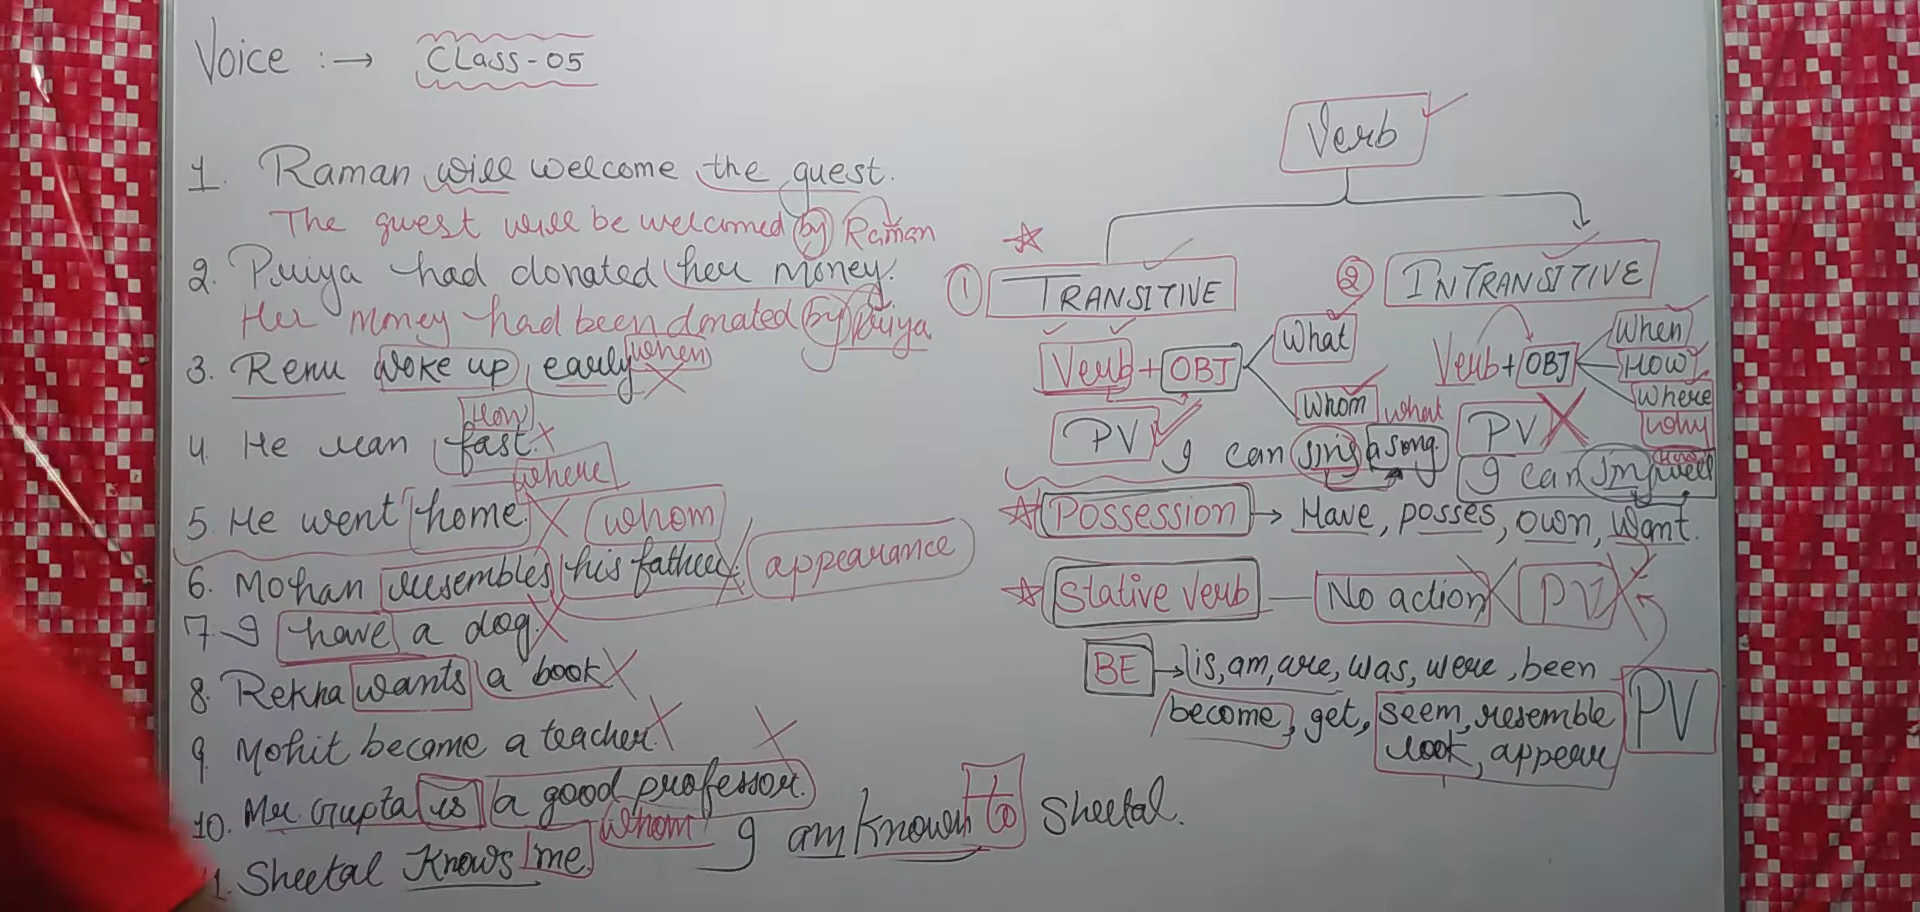 Voice :→ CLASS-05
1. Raman will welcome the guest.
The guest will be welcomed by Raman
2. Priya had donated her money.
Her money had been donated by Priya
3. Renu woke up early when
How
4. He ran fast. ×
where
5. He went home. × whom
6. Mohan resembles his father. × appearance
7. I have a dog. ×
8. Rekha wants a book ×
9. Mohit became a teacher. ×
10. Mr. Gupta is a good professor. ×
whom
11. Sheetal knows me. I am known to Sheetal.
Verb
① TRANSITIVE
Verb + OBJ
What
Whom
PV
what
I can sing a song.
② INTRANSITIVE
Verb + OBJ
When
How
Where
why
PV ×
How
I can sing well
Possession → Have, posses, own, want.
Stative verb — No action × PV ×
BE → is, am, are, was, were, been
become, get, seem, resemble
look, appear
PV